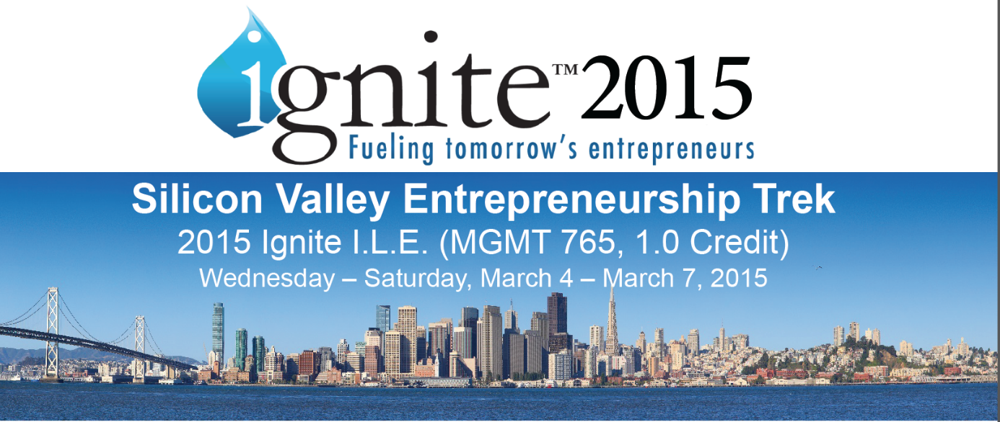 ignite™2015
Fueling tomorrow's entrepreneurs
Silicon Valley Entrepreneurship Trek
2015 Ignite I.L.E. (MGMT 765, 1.0 Credit)
Wednesday – Saturday, March 4 – March 7, 2015